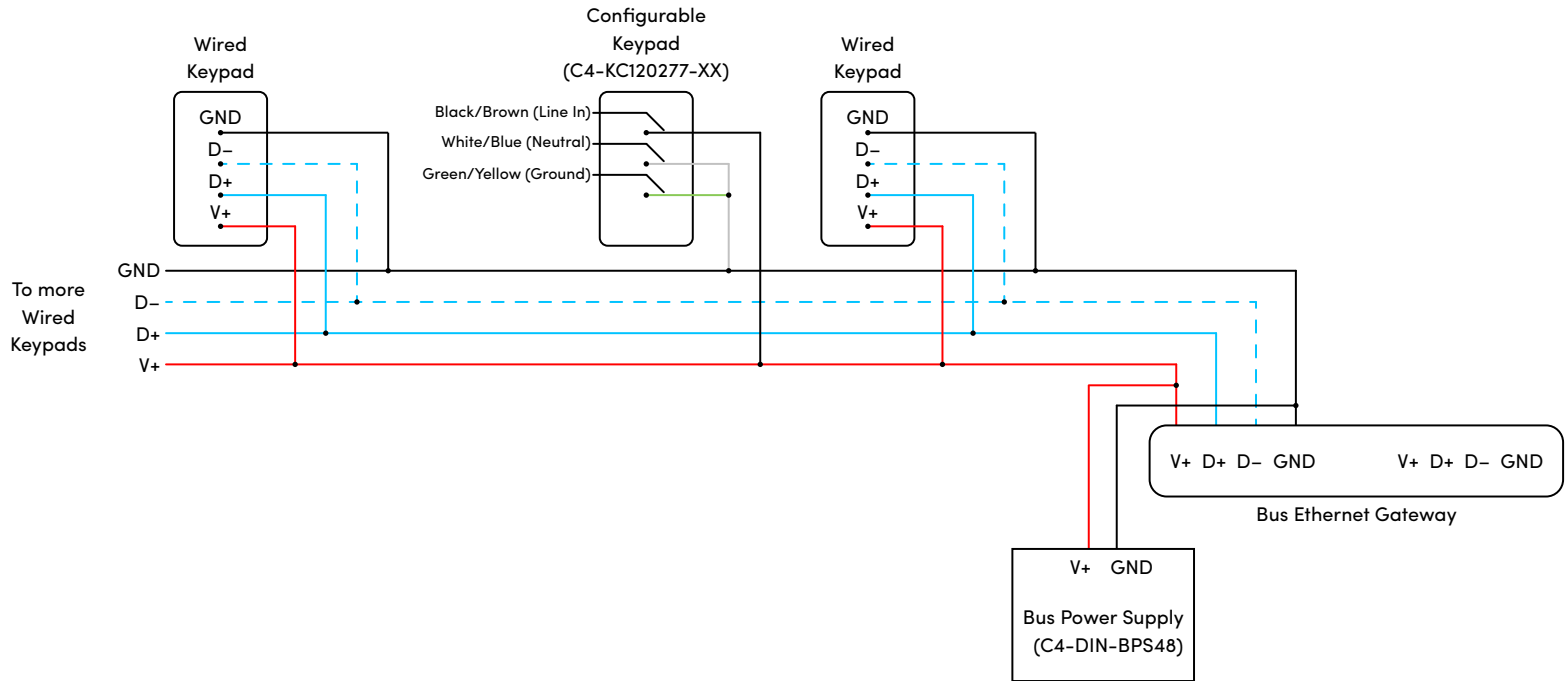 Wired
Keypad
GND
D–
D+
V+
Configurable
Keypad
(C4-KC120277-XX)
Black/Brown (Line In)
White/Blue (Neutral)
Green/Yellow (Ground)
Wired
Keypad
GND
D–
D+
V+
To more
Wired
Keypads
GND
D–
D+
V+
V+ D+ D– GND
V+ D+ D– GND
Bus Ethernet Gateway
V+ GND
Bus Power Supply
(C4-DIN-BPS48)